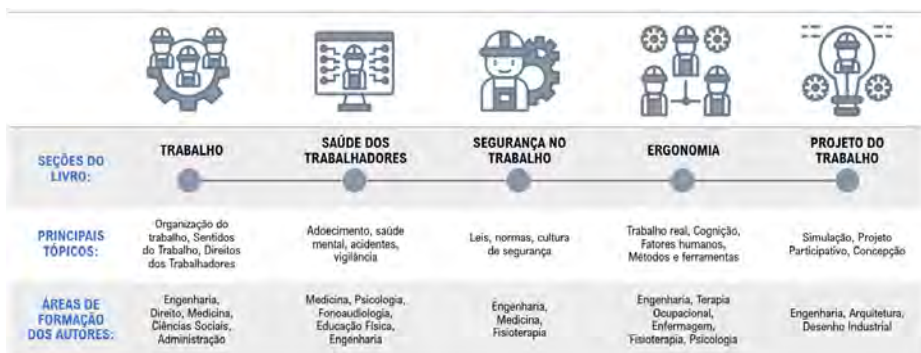 SEÇÕES DO
LIVRO:
TRABALHO
SAÚDE DOS
TRABALHADORES
SEGURANÇA NO
TRABALHO
ERGONOMIA
PROJETO DO
TRABALHO
PRINCIPAIS
TÓPICOS:
Organização do
trabalho, Sentidos
do Trabalho, Direitos
dos Trabalhadores
Adoecimento, saúde
mental, acidentes,
vigilância
Leis, normas, cultura
de segurança
Trabalho real, Cognição,
Fatores humanos,
Métodos e ferramentas
Simulação, Projeto
Participativo, Concepção
ÁREAS DE
FORMAÇÃO
DOS AUTORES:
Engenharia,
Direito, Medicina,
Ciências Sociais,
Administração
Medicina, Psicologia,
Fonoaudiologia,
Educação Física,
Engenharia
Engenharia,
Medicina,
Fisioterapia
Engenharia, Terapia
Ocupacional,
Enfermagem,
Fisioterapia, Psicologia
Engenharia, Arquitetura,
Desenho Industrial